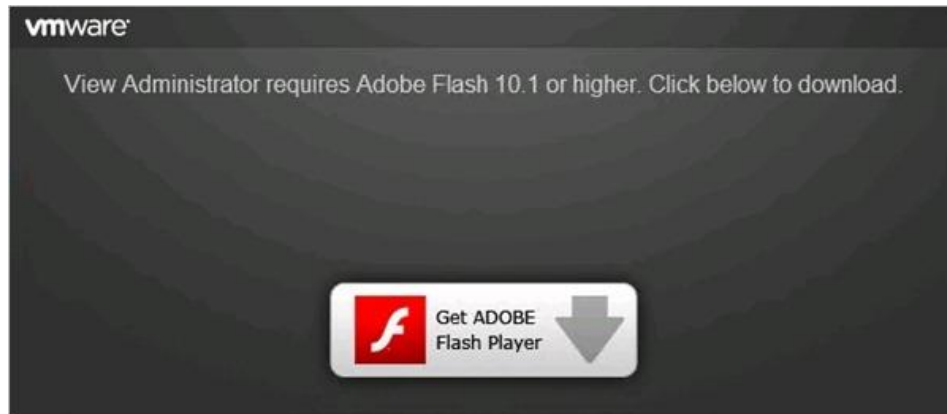 vmware
View Administrator requires Adobe Flash 10.1 or higher. Click below to download.
Get ADOBE
Flash Player